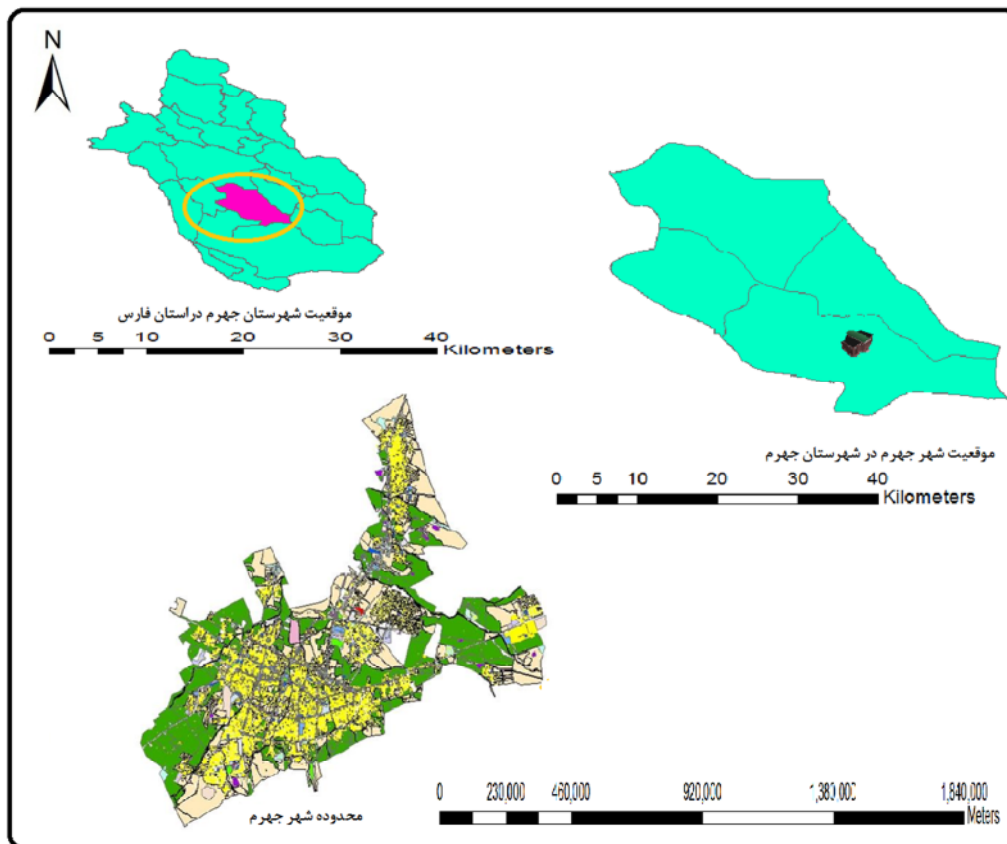 N
موقعیت شهرستان جهرم دراستان فارس
0 5 10 20 30 40
Kilometers
موقعیت شهر جهرم در شهرستان جهرم
0 5 10 20 30 40
Kilometers
محدوده شهر جهرم
0 230,000 460,000 920,000 1,380,000 1,840,000
Meters